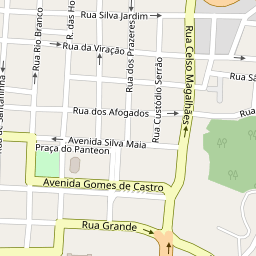 Rua Silva Jardim
Rua Rio Branco
R. das Ho
Rua dos Prazeres
Rua da Viração
Rua Celso Magalhães
Rua Custódio Serrão
Rua Sã
Rua dos Afogados
Avenida Silva Maia
Praça do Panteon
Avenida Gomes de Castro
Rua Grande